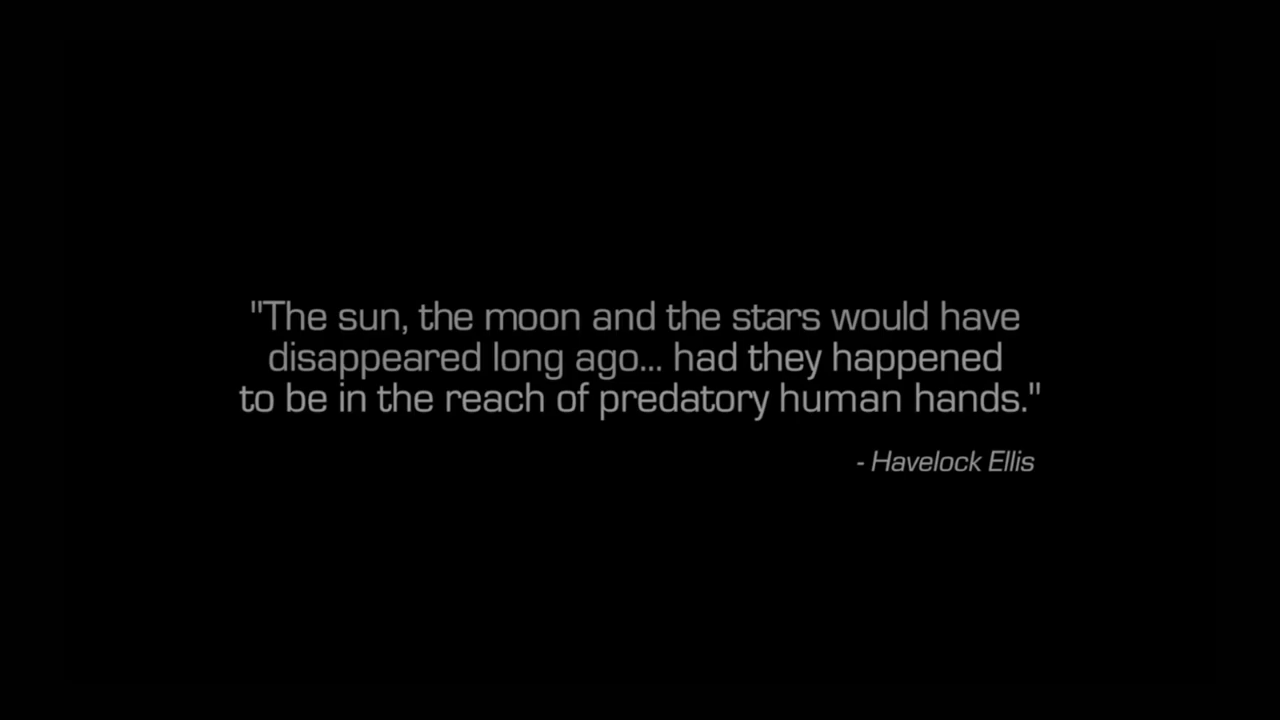 "The sun, the moon and the stars would have
disappeared long ago... had they happened
to be in the reach of predatory human hands."
- Havelock Ellis